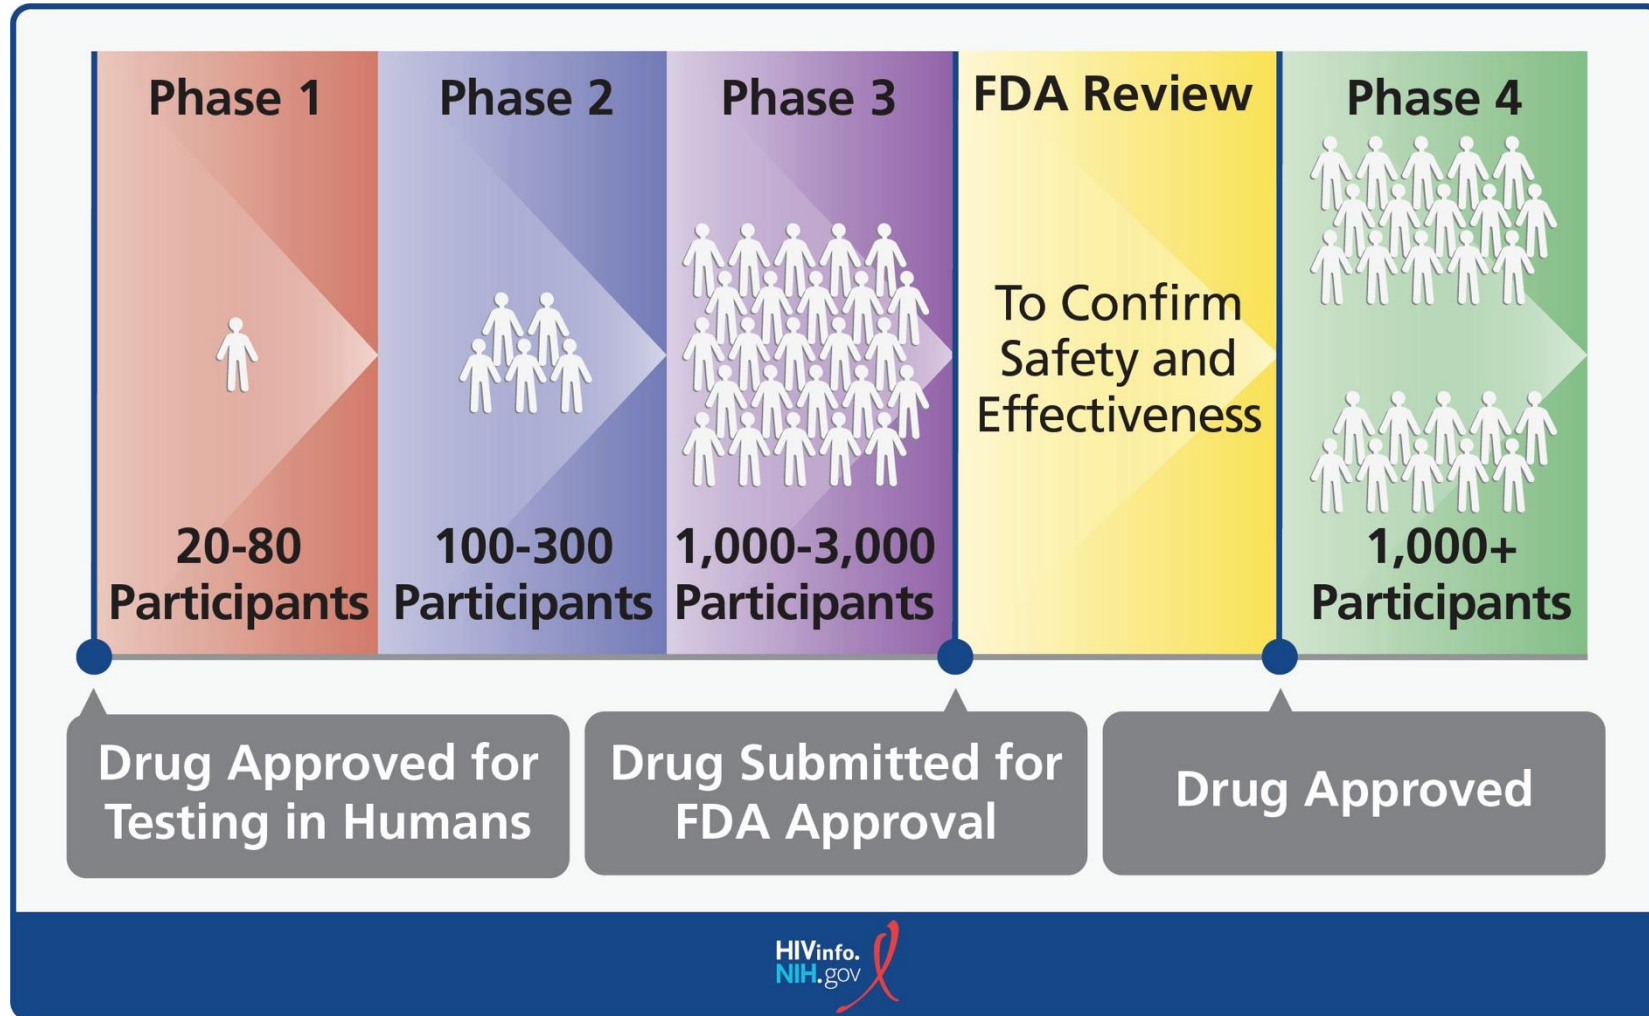 Phase 1
20-80
Participants
Phase 2
100-300
Participants
Phase 3
1,000-3,000
Participants
FDA Review
To Confirm
Safety and
Effectiveness
Phase 4
1,000+
Participants
Drug Approved for
Testing in Humans
Drug Submitted for
FDA Approval
Drug Approved
HIVinfo.
NIH.gov